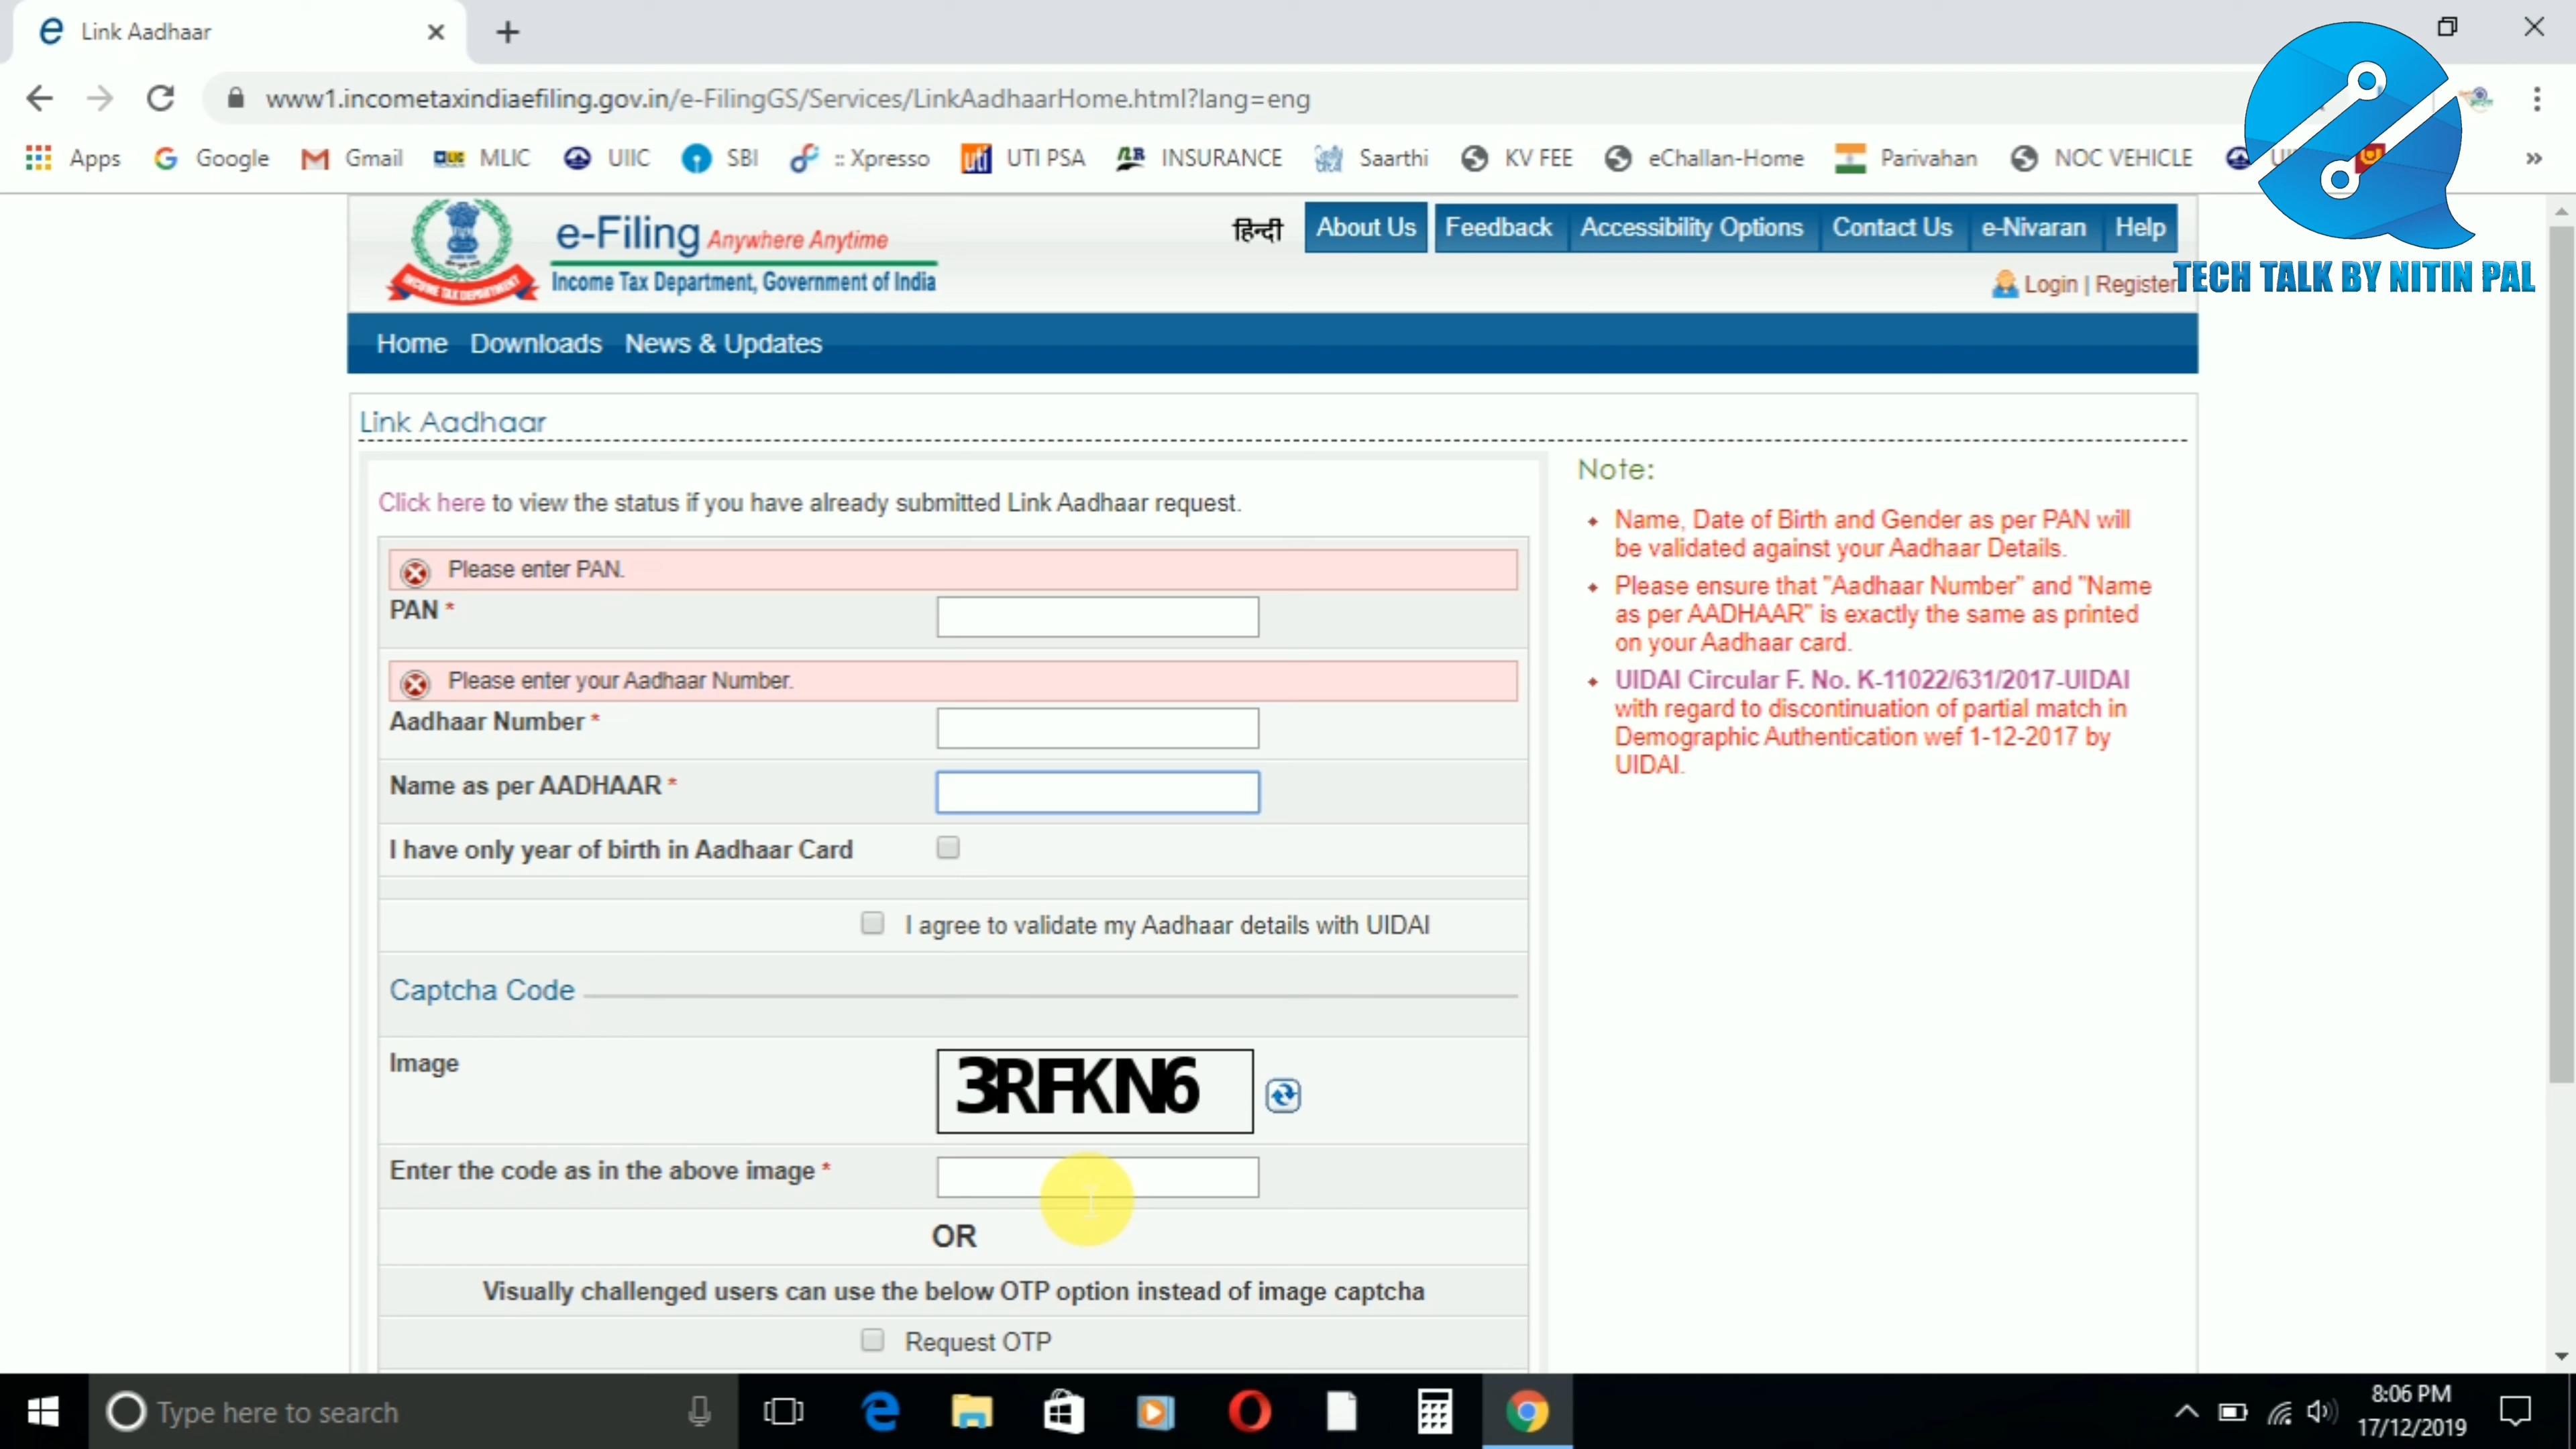 Link Aadhaar
www1.incometaxindiaefiling.gov.in/e-FilingGS/Services/LinkAadhaarHome.html?lang=eng
Apps Google Gmail MLIC UIIC SBI :: Xpresso UTI PSA INSURANCE Saarthi KV FEE eChallan-Home Parivahan NOC VEHICLE »
e-Filing Anywhere Anytime
Income Tax Department, Government of India
INCOME TAX DEPARTMENT
हिन्दी About Us Feedback Accessibility Options Contact Us e-Nivaran Help
Login | Register
TECH TALK BY NITIN PAL
Home Downloads News & Updates
Link Aadhaar
Click here to view the status if you have already submitted Link Aadhaar request.
Please enter PAN.
PAN *
Please enter your Aadhaar Number.
Aadhaar Number *
Name as per AADHAAR *
I have only year of birth in Aadhaar Card
I agree to validate my Aadhaar details with UIDAI
Captcha Code
Image
3RFKN6
Enter the code as in the above image *
OR
Visually challenged users can use the below OTP option instead of image captcha
Request OTP
Note:
Name, Date of Birth and Gender as per PAN will
be validated against your Aadhaar Details.
Please ensure that "Aadhaar Number" and "Name
as per AADHAAR" is exactly the same as printed
on your Aadhaar card.
UIDAI Circular F. No. K-11022/631/2017-UIDAI
with regard to discontinuation of partial match in
Demographic Authentication wef 1-12-2017 by
UIDAI.
Type here to search
8:06 PM
17/12/2019